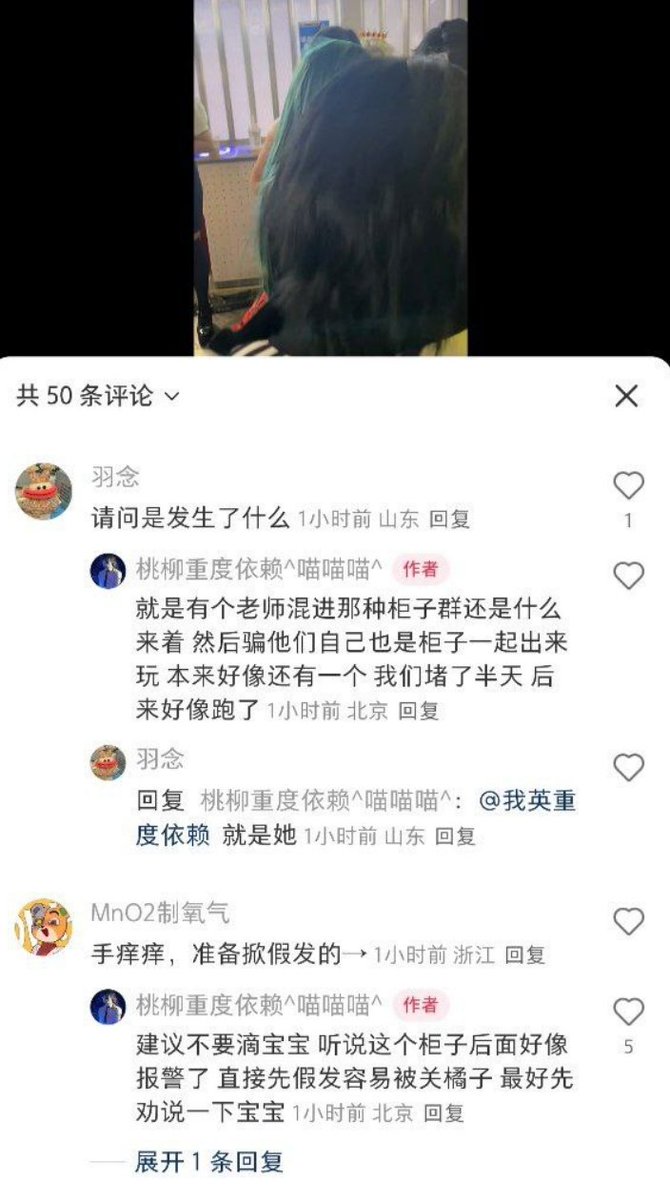 共 50 条评论
羽念
请问是发生了什么 1小时前 山东 回复
1
桃柳重度依赖^喵喵喵^ 作者
就是有个老师混进那种柜子群还是什么
来着 然后骗他们自己也是柜子一起出来
玩 本来好像还有一个 我们堵了半天 后
来好像跑了 1小时前 北京 回复
羽念
回复 桃柳重度依赖^喵喵喵^： @我英重
度依赖 就是她 1小时前 山东 回复
MnO2制氧气
手痒痒，准备掀假发的→ 1小时前 浙江 回复
桃柳重度依赖^喵喵喵^ 作者
建议不要滴宝宝 听说这个柜子后面好像
报警了 直接先假发容易被关橘子 最好先
劝说一下宝宝 1小时前 北京 回复
5
展开 1 条回复